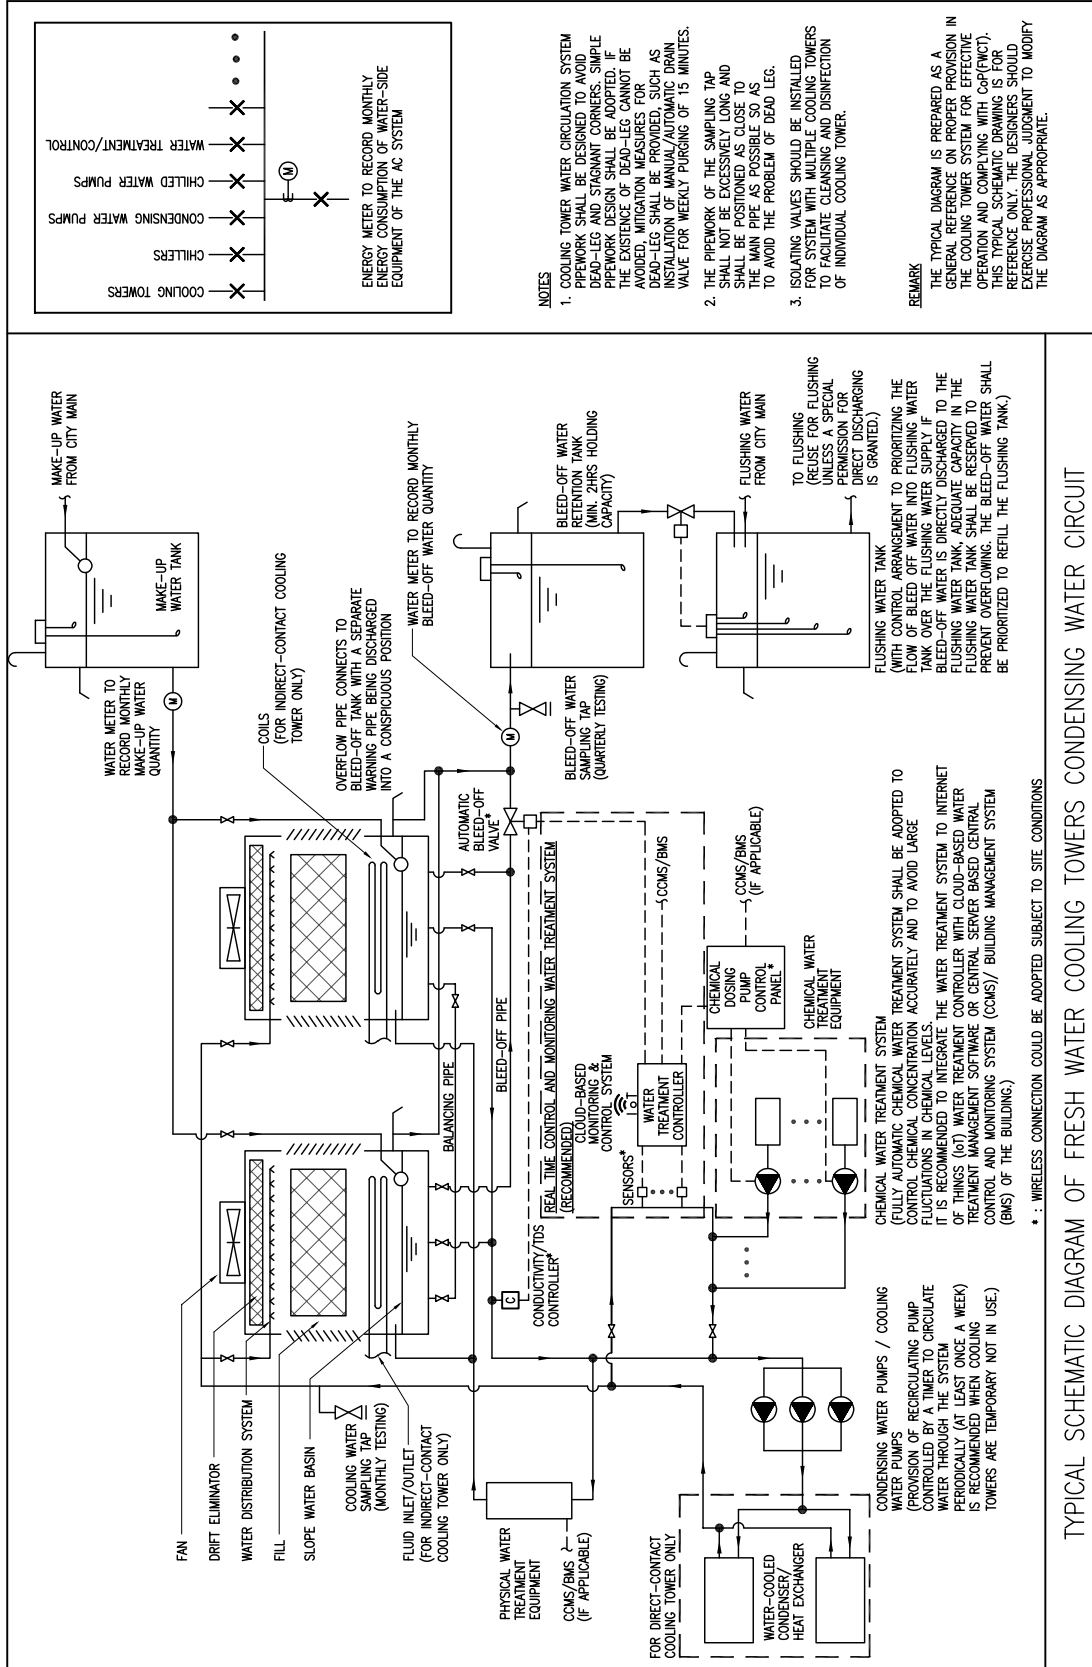 MAKE-UP WATER
FROM CITY MAIN
MAKE-UP
WATER TANK
WATER METER TO
RECORD MONTHLY
MAKE-UP WATER
QUANTITY
M
COILS
(FOR INDIRECT-CONTACT COOLING
TOWER ONLY)
OVERFLOW PIPE CONNECTS TO
BLEED-OFF TANK WITH A SEPARATE
WARNING PIPE BEING DISCHARGED
INTO A CONSPICUOUS POSITION
WATER METER TO RECORD MONTHLY
BLEED-OFF WATER QUANTITY
M
BLEED-OFF WATER
RETENTION TANK
(MIN. 2HRS HOLDING
CAPACITY)
BLEED-OFF WATER
SAMPLING TAP
(QUARTERLY TESTING)
FLUSHING WATER
FROM CITY MAIN
TO FLUSHING
(REUSE FOR FLUSHING
UNLESS A SPECIAL
PERMISSION FOR
DIRECT DISCHARGING
IS GRANTED.)
FLUSHING WATER TANK
(WITH CONTROL ARRANGEMENT TO PRIORITIZING THE
FLOW OF BLEED OFF WATER INTO FLUSHING WATER
TANK OVER THE FLUSHING WATER SUPPLY IF
BLEED-OFF WATER IS DIRECTLY DISCHARGED TO THE
FLUSHING WATER TANK, ADEQUATE CAPACITY IN THE
FLUSHING WATER TANK SHALL BE RESERVED TO
PREVENT OVERFLOWING. THE BLEED-OFF WATER SHALL
BE PRIORITIZED TO REFILL THE FLUSHING TANK.)
FAN
DRIFT ELIMINATOR
WATER DISTRIBUTION SYSTEM
FILL
SLOPE WATER BASIN
COOLING WATER
SAMPLING TAP
(MONTHLY TESTING)
FLUID INLET/OUTLET
(FOR INDIRECT-CONTACT
COOLING TOWER ONLY)
BALANCING PIPE
BLEED-OFF PIPE
AUTOMATIC
BLEED-OFF
VALVE*
C
CONDUCTIVITY/TDS
CONTROLLER*
REAL TIME CONTROL AND MONITORING WATER TREATMENT SYSTEM
(RECOMMENDED)
CLOUD-BASED
MONITORING &
CONTROL SYSTEM
SENSORS*
WATER
TREATMENT
CONTROLLER
CCMS/BMS
CHEMICAL
DOSING
PUMP
CONTROL
PANEL*
CCMS/BMS
(IF APPLICABLE)
CHEMICAL WATER
TREATMENT
EQUIPMENT
PHYSICAL WATER
TREATMENT
EQUIPMENT
CCMS/BMS
(IF APPLICABLE)
FOR DIRECT-CONTACT
COOLING TOWER ONLY
WATER-COOLED
CONDENSER/
HEAT EXCHANGER
CONDENSING WATER PUMPS / COOLING
WATER PUMPS
(PROVISION OF RECIRCULATING PUMP
CONTROLLED BY A TIMER TO CIRCULATE
WATER THROUGH THE SYSTEM
PERIODICALLY (AT LEAST ONCE A WEEK)
IS RECOMMENDED WHEN COOLING
TOWERS ARE TEMPORARY NOT IN USE.)
CHEMICAL WATER TREATMENT SYSTEM
(FULLY AUTOMATIC CHEMICAL WATER TREATMENT SYSTEM SHALL BE ADOPTED TO
CONTROL CHEMICAL CONCENTRATION ACCURATELY AND TO AVOID LARGE
FLUCTUATIONS IN CHEMICAL LEVELS.
IT IS RECOMMENDED TO INTEGRATE THE WATER TREATMENT SYSTEM TO INTERNET
OF THINGS (IoT) WATER TREATMENT CONTROLLER WITH CLOUD-BASED WATER
TREATMENT MANAGEMENT SOFTWARE OR CENTRAL SERVER BASED CENTRAL
CONTROL AND MONITORING SYSTEM (CCMS)/ BUILDING MANAGEMENT SYSTEM
(BMS) OF THE BUILDING.)
* : WIRELESS CONNECTION COULD BE ADOPTED SUBJECT TO SITE CONDITIONS
COOLING TOWERS
CHILLERS
CONDENSING WATER PUMPS
CHILLED WATER PUMPS
WATER TREATMENT/CONTROL
M
ENERGY METER TO RECORD MONTHLY
ENERGY CONSUMPTION OF WATER-SIDE
EQUIPMENT OF THE AC SYSTEM
NOTES
1. COOLING TOWER WATER CIRCULATION SYSTEM
PIPEWORK SHALL BE DESIGNED TO AVOID
DEAD-LEG AND STAGNANT CORNERS. SIMPLE
PIPEWORK DESIGN SHALL BE ADOPTED. IF
THE EXISTENCE OF DEAD-LEG CANNOT BE
AVOIDED, MITIGATION MEASURES FOR
DEAD-LEG SHALL BE PROVIDED, SUCH AS
INSTALLATION OF MANUAL/AUTOMATIC DRAIN
VALVE FOR WEEKLY PURGING OF 15 MINUTES.
2. THE PIPEWORK OF THE SAMPLING TAP
SHALL NOT BE EXCESSIVELY LONG AND
SHALL BE POSITIONED AS CLOSE TO
THE MAIN PIPE AS POSSIBLE SO AS
TO AVOID THE PROBLEM OF DEAD LEG.
3. ISOLATING VALVES SHOULD BE INSTALLED
FOR SYSTEM WITH MULTIPLE COOLING TOWERS
TO FACILITATE CLEANSING AND DISINFECTION
OF INDIVIDUAL COOLING TOWER.
REMARK
THE TYPICAL DIAGRAM IS PREPARED AS A
GENERAL REFERENCE ON PROPER PROVISION IN
THE COOLING TOWER SYSTEM FOR EFFECTIVE
OPERATION AND COMPLYING WITH CoP(FWCT).
THIS TYPICAL SCHEMATIC DRAWING IS FOR
REFERENCE ONLY. THE DESIGNERS SHOULD
EXERCISE PROFESSIONAL JUDGMENT TO MODIFY
THE DIAGRAM AS APPROPRIATE.
TYPICAL SCHEMATIC DIAGRAM OF FRESH WATER COOLING TOWERS CONDENSING WATER CIRCUIT